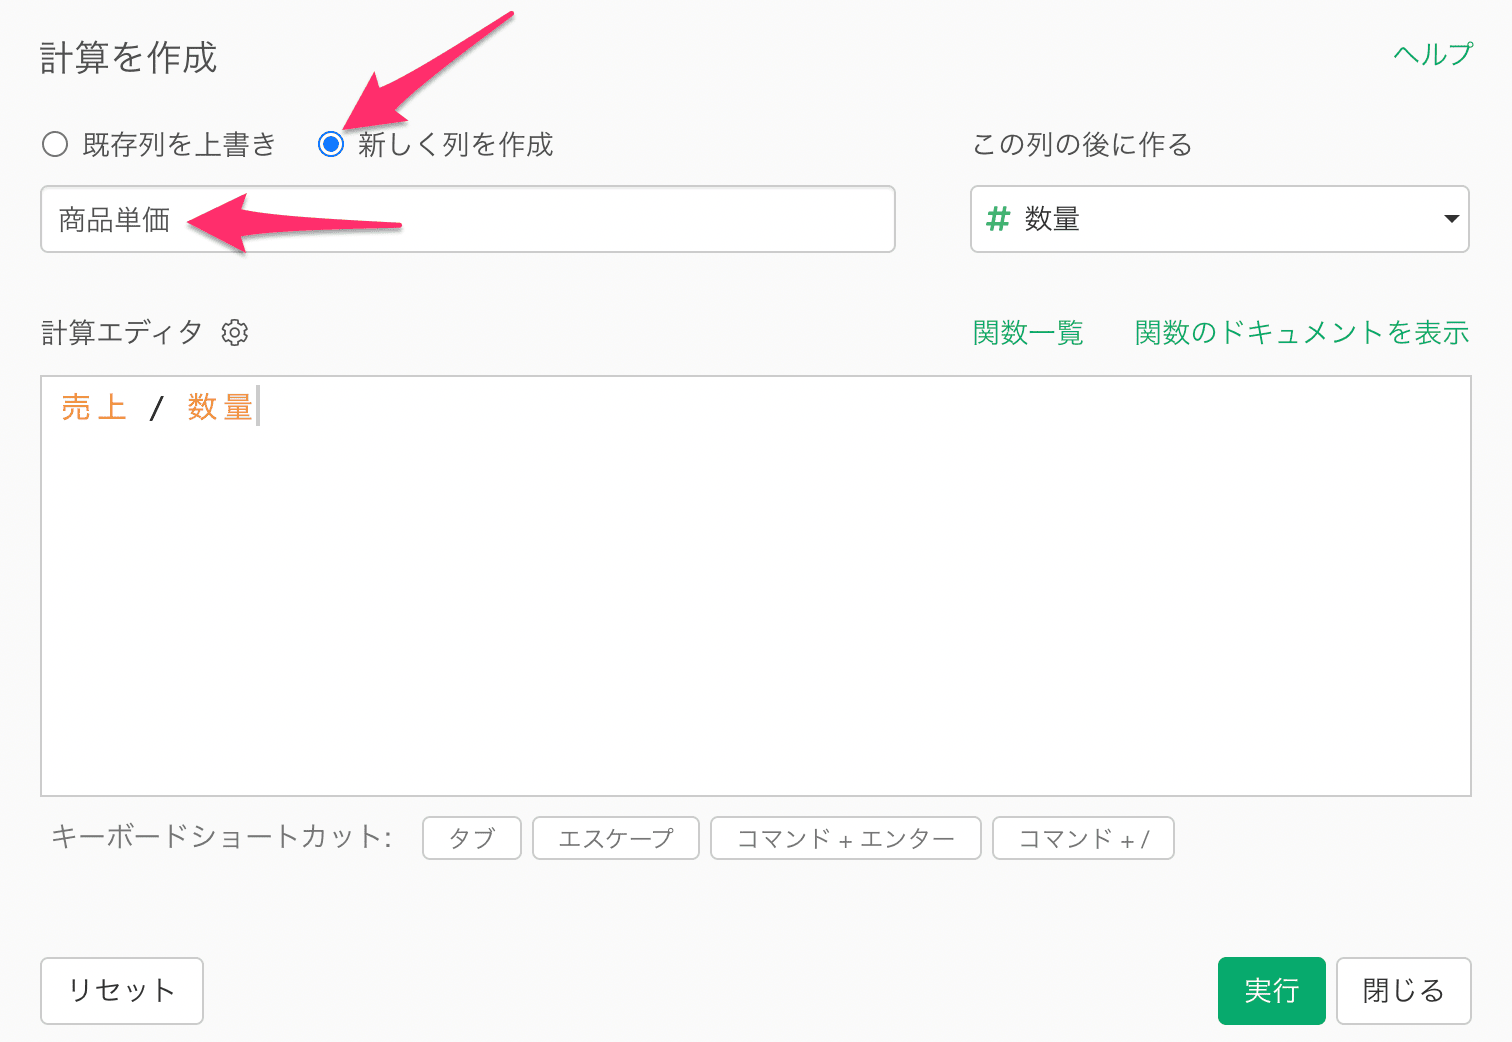 計算を作成
ヘルプ
既存列を上書き 新しく列を作成
この列の後に作る
商品単価
# 数量
計算エディタ
関数一覧 関数のドキュメントを表示
売上 / 数量
キーボードショートカット: タブ エスケープ コマンド + エンター コマンド + /
リセット
実行 閉じる